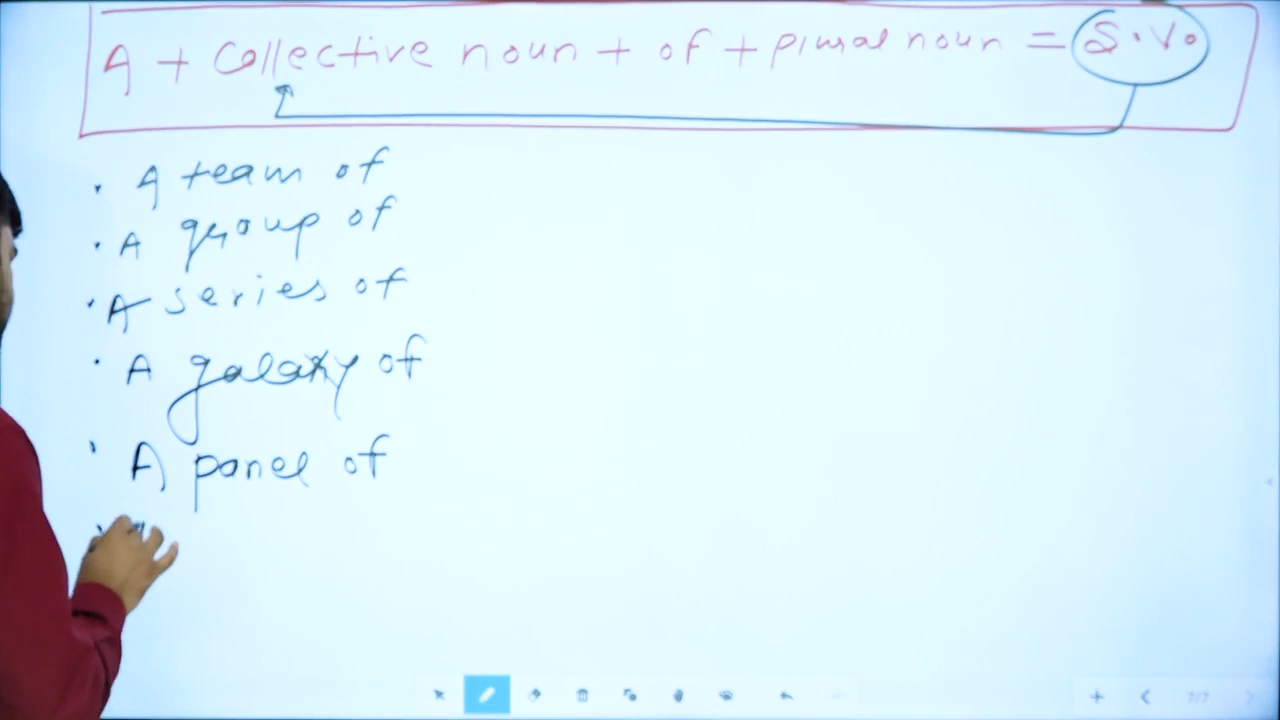 A + Collective noun + of + plural noun = S.V.
• A team of
• A group of
• A series of
• A galaxy of
• A panel of